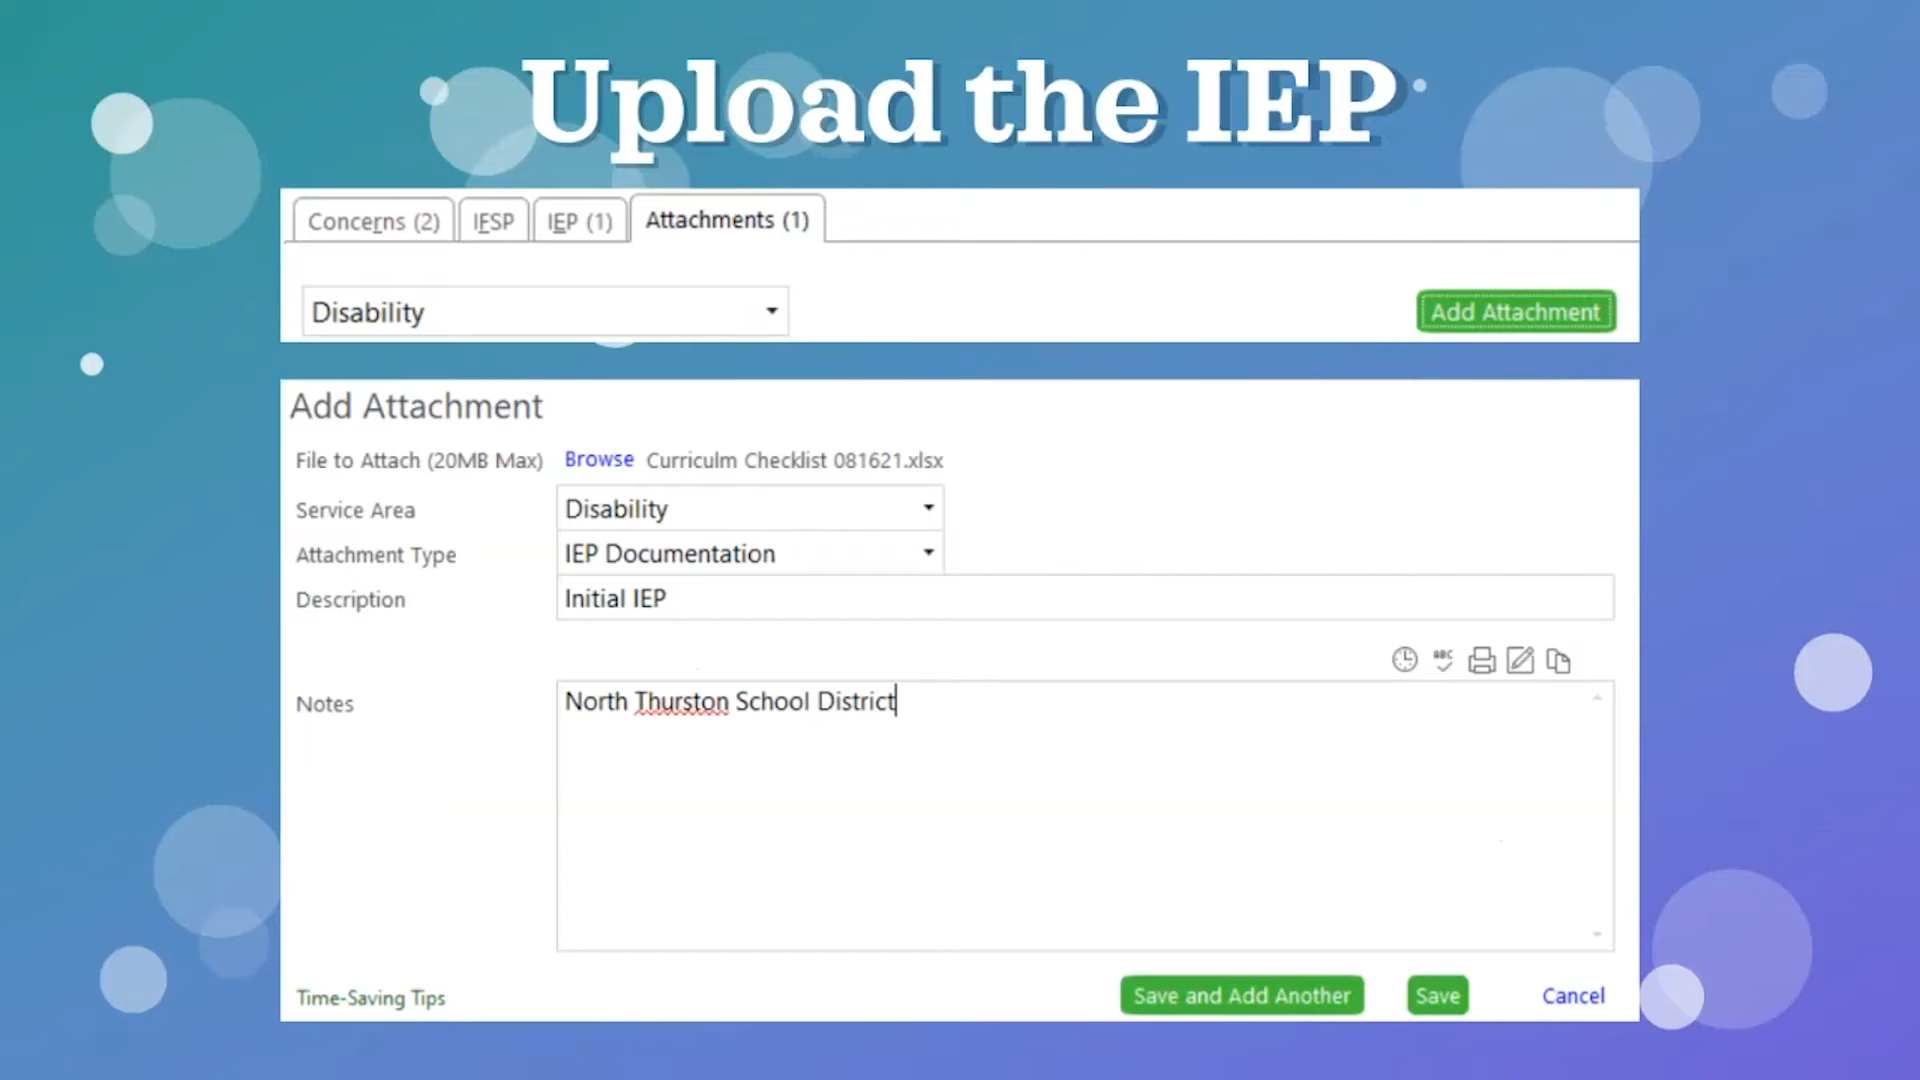 Upload the IEP
Concerns (2) IFSP IEP (1) Attachments (1)
Disability Add Attachment
Add Attachment
File to Attach (20MB Max) Browse Curriculm Checklist 081621.xlsx
Service Area Disability
Attachment Type IEP Documentation
Description Initial IEP
ABC
Notes North Thurston School District
Time-Saving Tips Save and Add Another Save Cancel